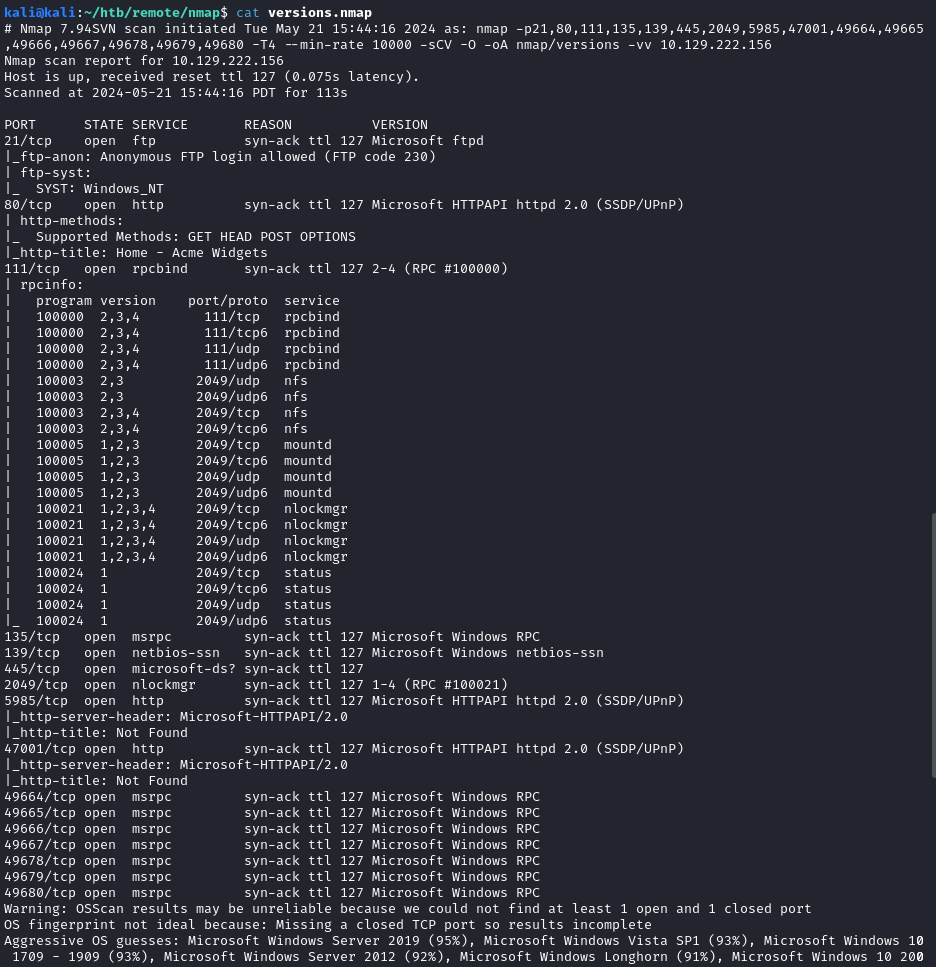 kali@kali:~/htb/remote/nmap$ cat versions.nmap
# Nmap 7.94SVN scan initiated Tue May 21 15:44:16 2024 as: nmap -p21,80,111,135,139,445,2049,5985,47001,49664,49665
,49666,49667,49678,49679,49680 -T4 --min-rate 10000 -sCV -O -oA nmap/versions -vv 10.129.222.156
Nmap scan report for 10.129.222.156
Host is up, received reset ttl 127 (0.075s latency).
Scanned at 2024-05-21 15:44:16 PDT for 113s

PORT      STATE SERVICE       REASON          VERSION
21/tcp    open  ftp           syn-ack ttl 127 Microsoft ftpd
|_ftp-anon: Anonymous FTP login allowed (FTP code 230)
| ftp-syst:
|_  SYST: Windows_NT
80/tcp    open  http          syn-ack ttl 127 Microsoft HTTPAPI httpd 2.0 (SSDP/UPnP)
| http-methods:
|_  Supported Methods: GET HEAD POST OPTIONS
|_http-title: Home - Acme Widgets
111/tcp   open  rpcbind       syn-ack ttl 127 2-4 (RPC #100000)
| rpcinfo:
|   program version    port/proto  service
|   100000  2,3,4        111/tcp   rpcbind
|   100000  2,3,4        111/tcp6  rpcbind
|   100000  2,3,4        111/udp   rpcbind
|   100000  2,3,4        111/udp6  rpcbind
|   100003  2,3         2049/udp   nfs
|   100003  2,3         2049/udp6  nfs
|   100003  2,3,4       2049/tcp   nfs
|   100003  2,3,4       2049/tcp6  nfs
|   100005  1,2,3       2049/tcp   mountd
|   100005  1,2,3       2049/tcp6  mountd
|   100005  1,2,3       2049/udp   mountd
|   100005  1,2,3       2049/udp6  mountd
|   100021  1,2,3,4     2049/tcp   nlockmgr
|   100021  1,2,3,4     2049/tcp6  nlockmgr
|   100021  1,2,3,4     2049/udp   nlockmgr
|   100021  1,2,3,4     2049/udp6  nlockmgr
|   100024  1           2049/tcp   status
|   100024  1           2049/tcp6  status
|   100024  1           2049/udp   status
|_  100024  1           2049/udp6  status
135/tcp   open  msrpc         syn-ack ttl 127 Microsoft Windows RPC
139/tcp   open  netbios-ssn   syn-ack ttl 127 Microsoft Windows netbios-ssn
445/tcp   open  microsoft-ds? syn-ack ttl 127
2049/tcp  open  nlockmgr      syn-ack ttl 127 1-4 (RPC #100021)
5985/tcp  open  http          syn-ack ttl 127 Microsoft HTTPAPI httpd 2.0 (SSDP/UPnP)
|_http-server-header: Microsoft-HTTPAPI/2.0
|_http-title: Not Found
47001/tcp open  http          syn-ack ttl 127 Microsoft HTTPAPI httpd 2.0 (SSDP/UPnP)
|_http-server-header: Microsoft-HTTPAPI/2.0
|_http-title: Not Found
49664/tcp open  msrpc         syn-ack ttl 127 Microsoft Windows RPC
49665/tcp open  msrpc         syn-ack ttl 127 Microsoft Windows RPC
49666/tcp open  msrpc         syn-ack ttl 127 Microsoft Windows RPC
49667/tcp open  msrpc         syn-ack ttl 127 Microsoft Windows RPC
49678/tcp open  msrpc         syn-ack ttl 127 Microsoft Windows RPC
49679/tcp open  msrpc         syn-ack ttl 127 Microsoft Windows RPC
49680/tcp open  msrpc         syn-ack ttl 127 Microsoft Windows RPC
Warning: OSScan results may be unreliable because we could not find at least 1 open and 1 closed port
OS fingerprint not ideal because: Missing a closed TCP port so results incomplete
Aggressive OS guesses: Microsoft Windows Server 2019 (95%), Microsoft Windows Vista SP1 (93%), Microsoft Windows 10
 1709 - 1909 (93%), Microsoft Windows Server 2012 (92%), Microsoft Windows Longhorn (91%), Microsoft Windows 10 200